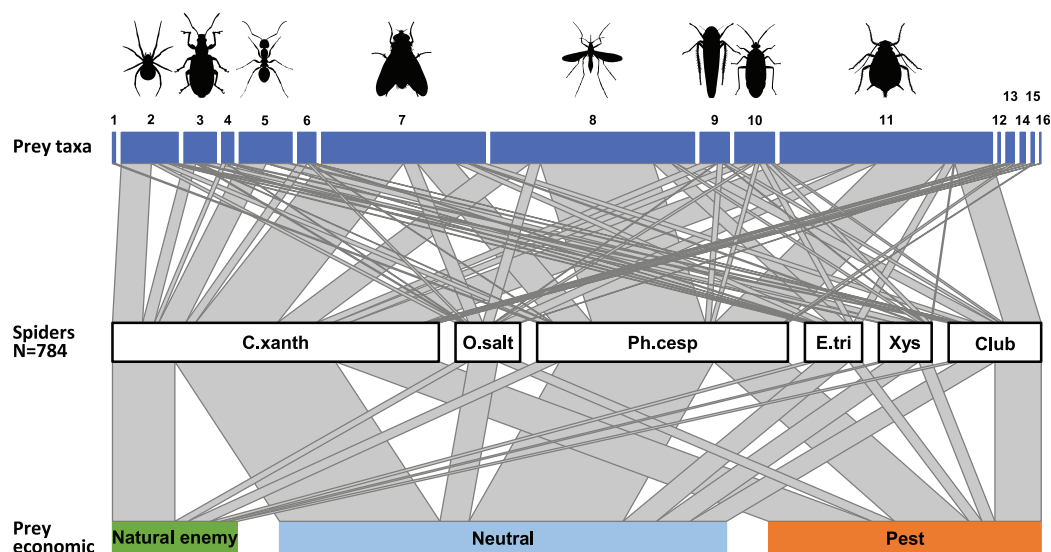 13 15
1 2 3 4 5 6 7 8 9 10 11 12 14 16
Prey taxa
Spiders
N=784
C.xanth O.salt Ph.cesp E.tri Xys Club
Prey
economic
Natural enemy Neutral Pest